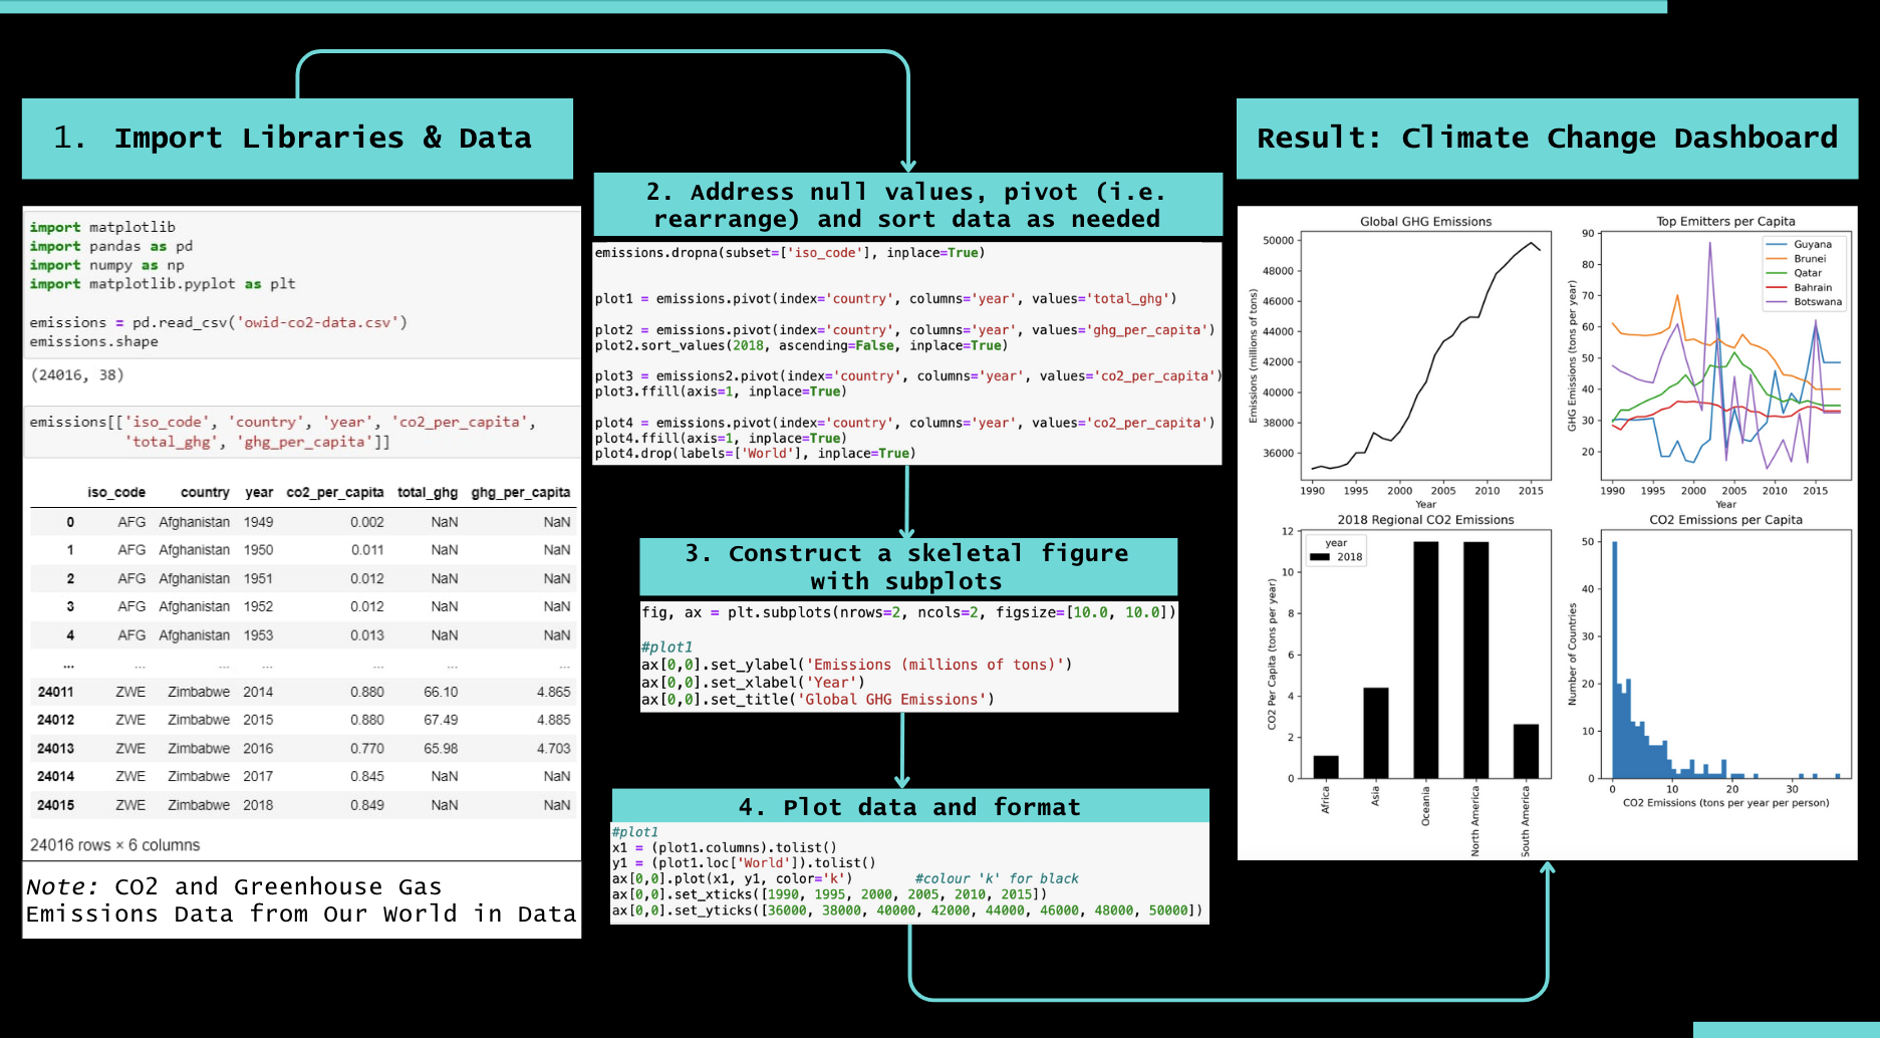 1. Import Libraries & Data
import matplotlib
import pandas as pd
import numpy as np
import matplotlib.pyplot as plt
emissions = pd.read_csv('owid-co2-data.csv')
emissions.shape
(24016, 38)
emissions[['iso_code', 'country', 'year', 'co2_per_capita',
'total_ghg', 'ghg_per_capita']]
iso_code country year co2_per_capita total_ghg ghg_per_capita
0 AFG Afghanistan 1949 0.002 NaN NaN
1 AFG Afghanistan 1950 0.011 NaN NaN
2 AFG Afghanistan 1951 0.012 NaN NaN
3 AFG Afghanistan 1952 0.012 NaN NaN
4 AFG Afghanistan 1953 0.013 NaN NaN
... ... ... ... ... ... ...
24011 ZWE Zimbabwe 2014 0.880 66.10 4.865
24012 ZWE Zimbabwe 2015 0.880 67.49 4.885
24013 ZWE Zimbabwe 2016 0.770 65.98 4.703
24014 ZWE Zimbabwe 2017 0.845 NaN NaN
24015 ZWE Zimbabwe 2018 0.849 NaN NaN
24016 rows × 6 columns
Note: CO2 and Greenhouse Gas
Emissions Data from Our World in Data
2. Address null values, pivot (i.e.
rearrange) and sort data as needed
emissions.dropna(subset=['iso_code'], inplace=True)
plot1 = emissions.pivot(index='country', columns='year', values='total_ghg')
plot2 = emissions.pivot(index='country', columns='year', values='ghg_per_capita')
plot2.sort_values(2018, ascending=False, inplace=True)
plot3 = emissions2.pivot(index='country', columns='year', values='co2_per_capita')
plot3.ffill(axis=1, inplace=True)
plot4 = emissions.pivot(index='country', columns='year', values='co2_per_capita')
plot4.ffill(axis=1, inplace=True)
plot4.drop(labels=['World'], inplace=True)
3. Construct a skeletal figure
with subplots
fig, ax = plt.subplots(nrows=2, ncols=2, figsize=[10.0, 10.0])
#plot1
ax[0,0].set_ylabel('Emissions (millions of tons)')
ax[0,0].set_xlabel('Year')
ax[0,0].set_title('Global GHG Emissions')
4. Plot data and format
#plot1
x1 = (plot1.columns).tolist()
y1 = (plot1.loc['World']).tolist()
ax[0,0].plot(x1, y1, color='k') #colour 'k' for black
ax[0,0].set_xticks([1990, 1995, 2000, 2005, 2010, 2015])
ax[0,0].set_yticks([36000, 38000, 40000, 42000, 44000, 46000, 48000, 50000])
Result: Climate Change Dashboard
Global GHG Emissions
Emissions (millions of tons)
50000
48000
46000
44000
42000
40000
38000
36000
1990 1995 2000 2005 2010 2015
Year
Top Emitters per Capita
GHG Emissions (tons per year)
90
80
70
60
50
40
30
20
Guyana
Brunei
Qatar
Bahrain
Botswana
1990 1995 2000 2005 2010 2015
Year
2018 Regional CO2 Emissions
CO2 Per Capita (tons per year)
12
10
8
6
4
2
0
year
2018
Africa
Asia
Oceania
North America
South America
CO2 Emissions per Capita
Number of Countries
50
40
30
20
10
0
0 10 20 30
CO2 Emissions (tons per year per person)